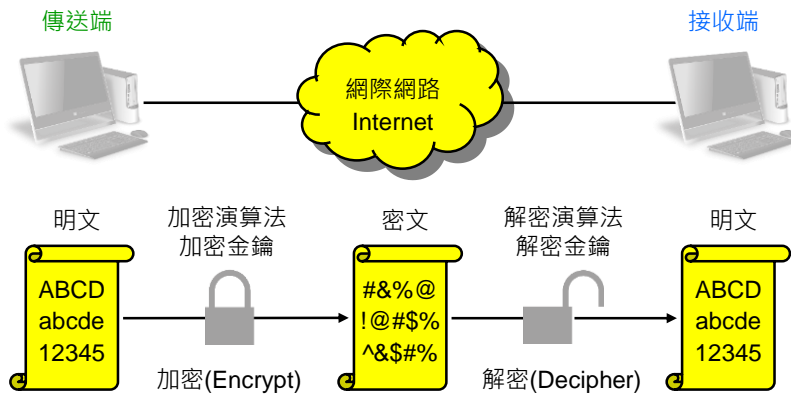 傳送端
接收端
網際網路
Internet
明文
加密演算法
加密金鑰
密文
解密演算法
解密金鑰
明文
ABCD
abcde
12345
#&%@
!@#$%
^&$#%
ABCD
abcde
12345
加密(Encrypt)
解密(Decipher)